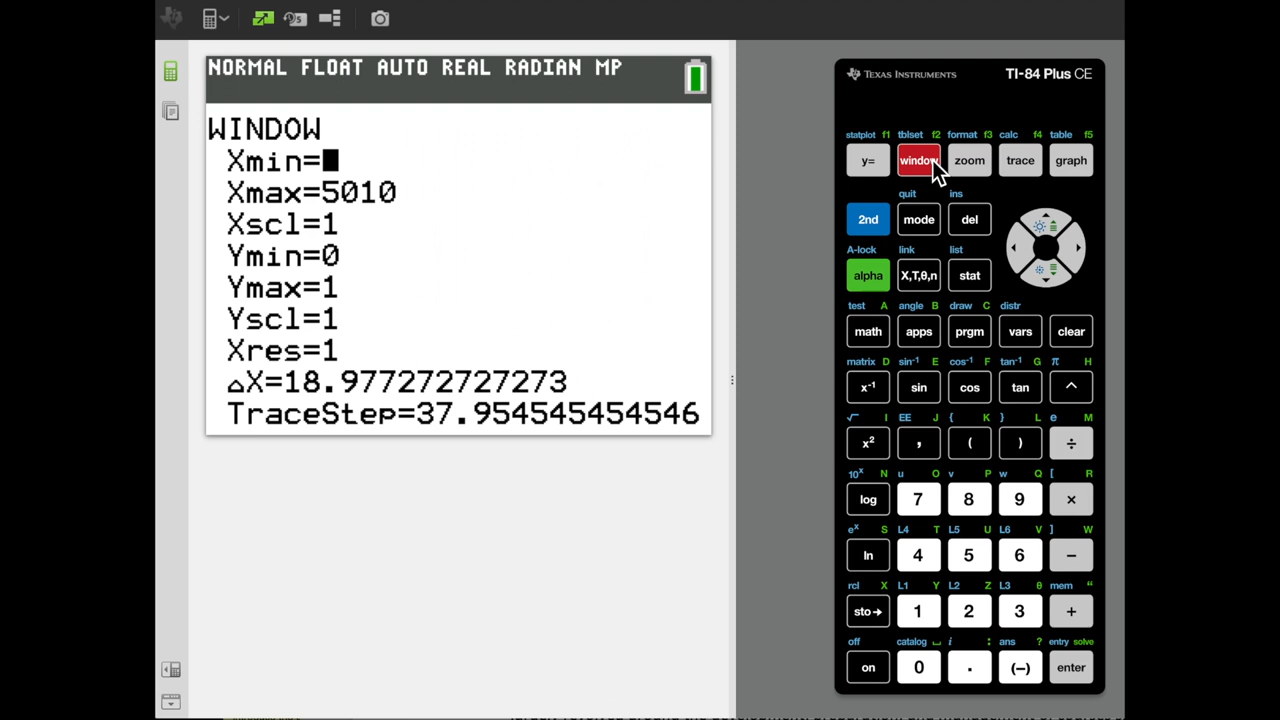 NORMAL FLOAT AUTO REAL RADIAN MP
WINDOW
Xmin=
Xmax=5010
Xscl=1
Ymin=0
Ymax=1
Yscl=1
Xres=1
△X=18.977272727273
TraceStep=37.954545454546
TEXAS INSTRUMENTS TI-84 Plus CE
statplot f1 tblset f2 format f3 calc f4 table f5
y= window zoom trace graph
quit ins
2nd mode del
A-lock link list
alpha X,T,θ,n stat
test A angle B draw C distr
math apps prgm vars clear
matrix D sin⁻¹ E cos⁻¹ F tan⁻¹ G π H
x⁻¹ sin cos tan ^
√ I EE J { K } L e M
x² , ( ) ÷
10ˣ N u O v P w Q [ R
log 7 8 9 ×
eˣ S L4 T L5 U L6 V ] W
ln 4 5 6 −
rcl X L1 Y L2 Z L3 θ mem “
sto→ 1 2 3 +
off catalog ⎵ i : ans ? entry solve
on 0 . (−) enter